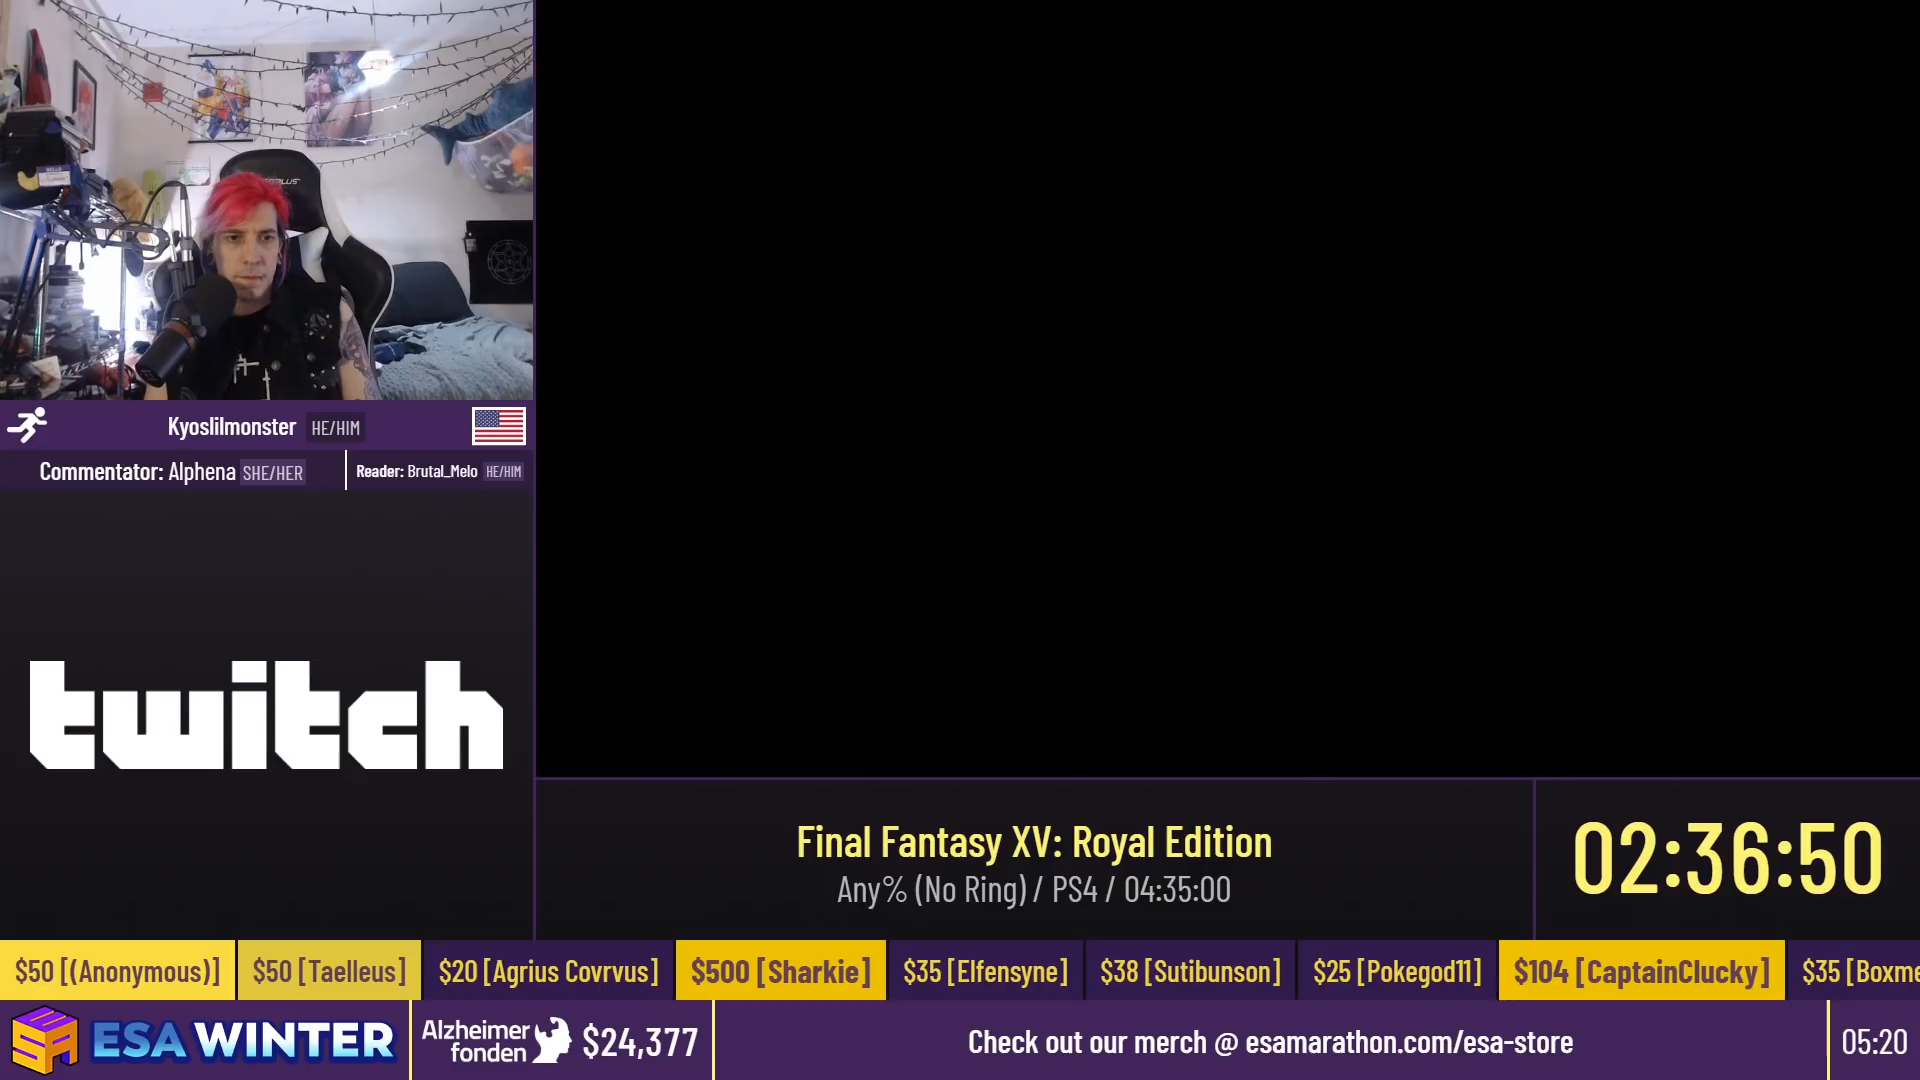 Kyoslilmonster HE/HIM
Commentator: Alphena SHE/HER
Reader: Brutal_Melo HE/HIM
twitch
Final Fantasy XV: Royal Edition
Any% (No Ring) / PS4 / 04:35:00
02:36:50
$50 [(Anonymous)] $50 [Taelleus] $20 [Agrius Covrvus] $500 [Sharkie] $35 [Elfensyne] $38 [Sutibunson] $25 [Pokegod11] $104 [CaptainClucky] $35 [Boxme
ESA WINTER
Alzheimer
fonden
$24,377
Check out our merch @ esamarathon.com/esa-store
05:20